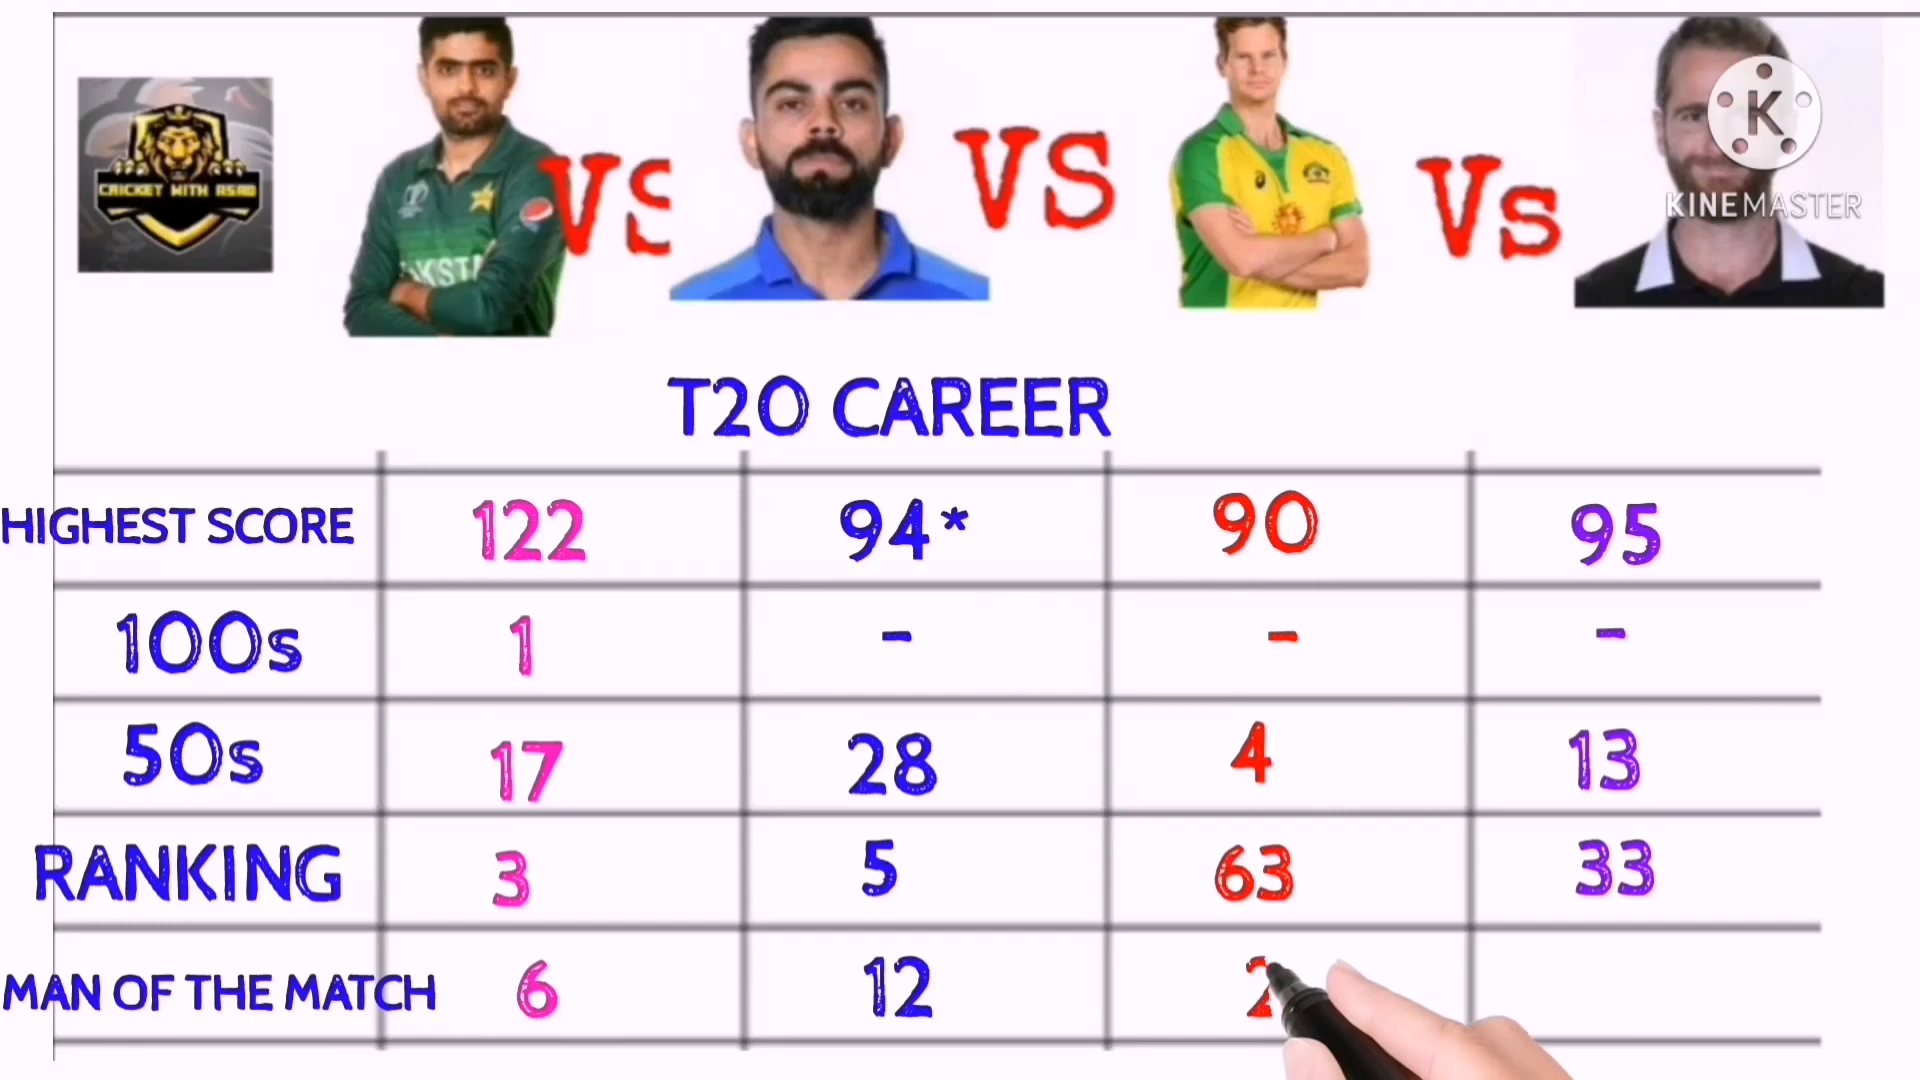 CRICKET WITH ASAD
VS
VS
Vs
K
KINEMASTER
T20 CAREER
HIGHEST SCORE 122 94* 90 95
100s 1 - - -
50s 17 28 4 13
RANKING 3 5 63 33
MAN OF THE MATCH 6 12 2